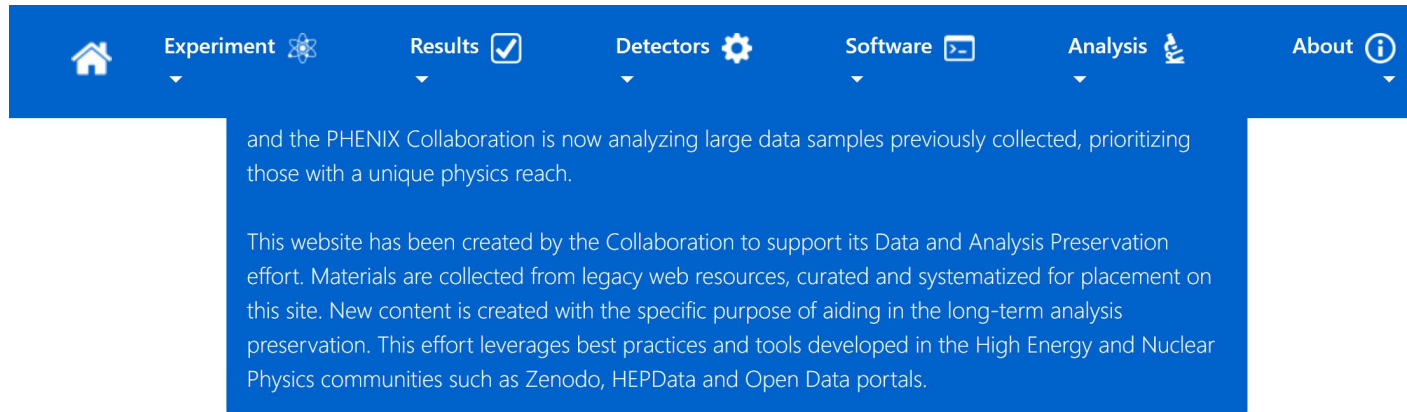 Experiment Results Detectors Software Analysis About
and the PHENIX Collaboration is now analyzing large data samples previously collected, prioritizing
those with a unique physics reach.
This website has been created by the Collaboration to support its Data and Analysis Preservation
effort. Materials are collected from legacy web resources, curated and systematized for placement on
this site. New content is created with the specific purpose of aiding in the long-term analysis
preservation. This effort leverages best practices and tools developed in the High Energy and Nuclear
Physics communities such as Zenodo, HEPData and Open Data portals.